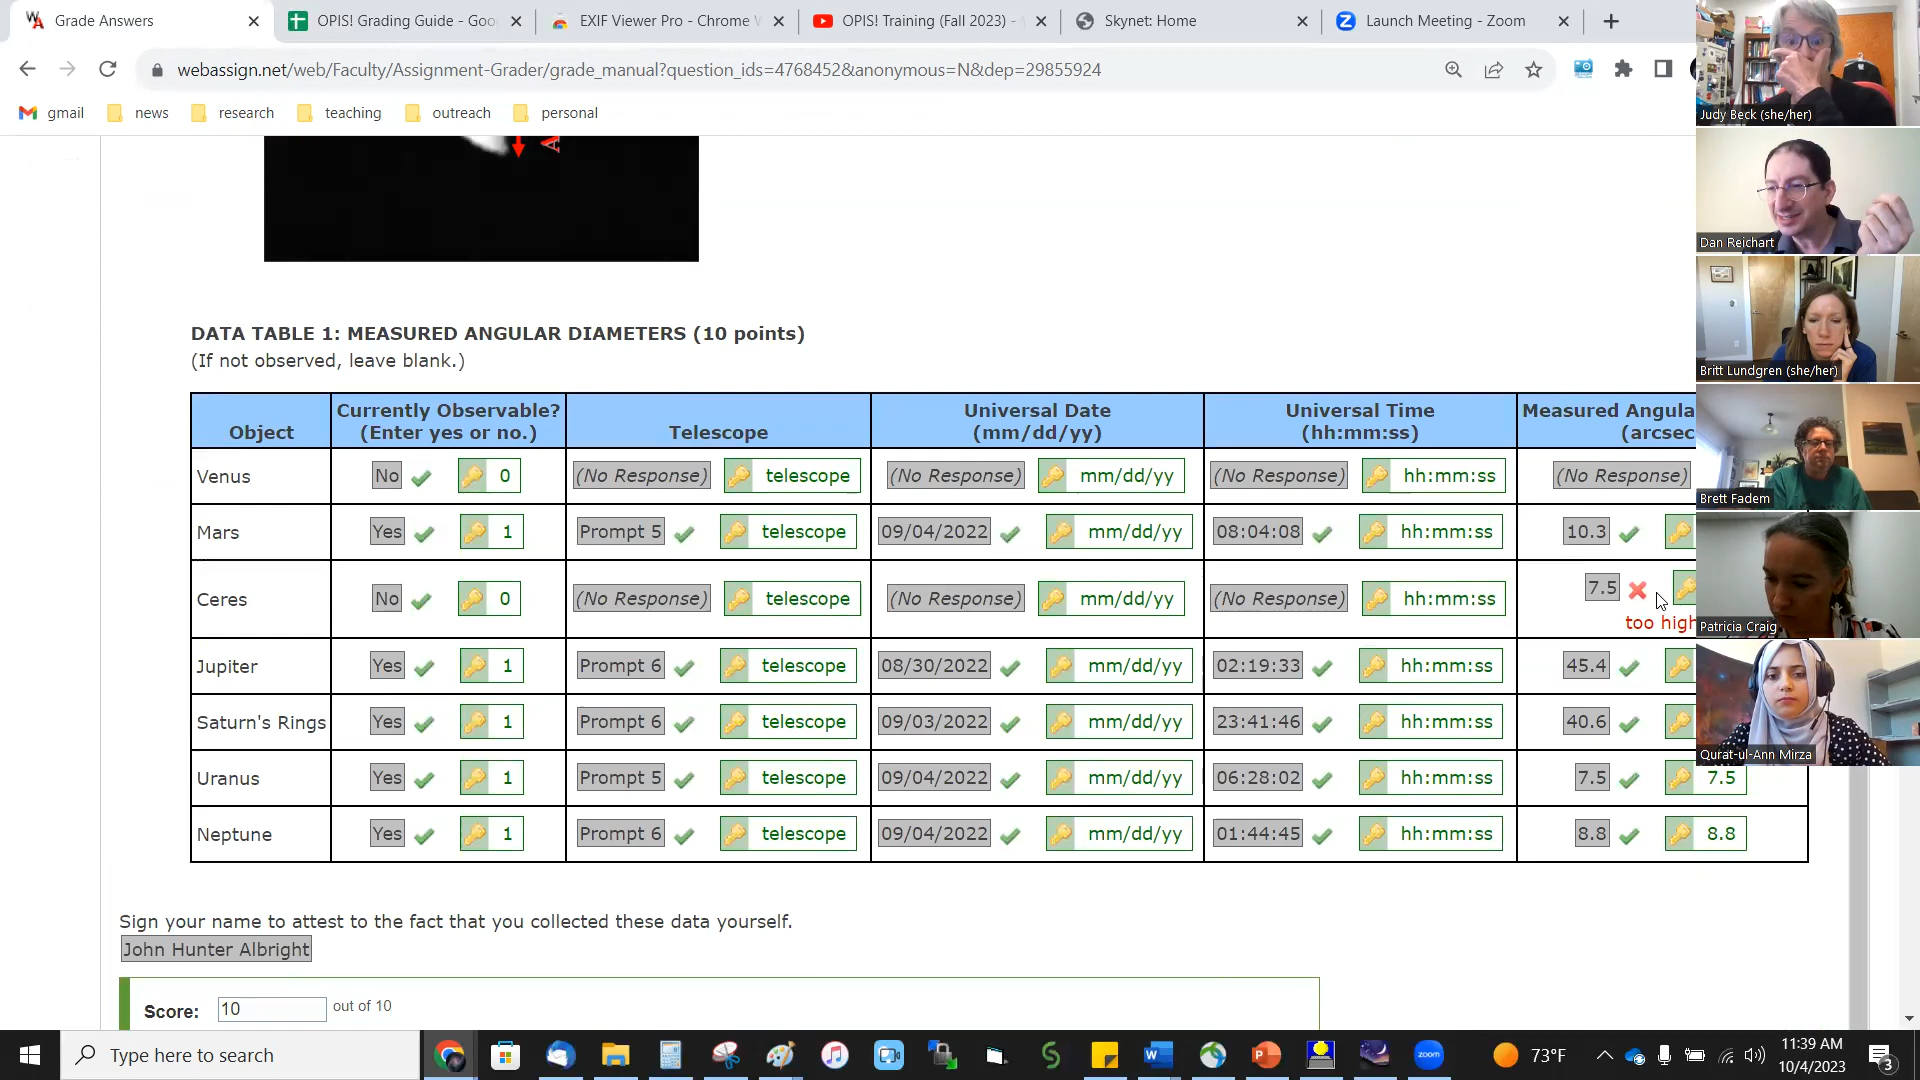 Grade Answers
OPIS! Grading Guide - Goo
EXIF Viewer Pro - Chrome W
OPIS! Training (Fall 2023) -
Skynet: Home
Launch Meeting - Zoom
webassign.net/web/Faculty/Assignment-Grader/grade_manual?question_ids=4768452&anonymous=N&dep=29855924
gmail news research teaching outreach personal
Judy Beck (she/her)
A
Dan Reichart
DATA TABLE 1: MEASURED ANGULAR DIAMETERS (10 points)
(If not observed, leave blank.)
Britt Lundgren (she/her)
Object
Currently Observable?
(Enter yes or no.)
Telescope
Universal Date
(mm/dd/yy)
Universal Time
(hh:mm:ss)
Measured Angula
(arcsec
Venus No 0 (No Response) telescope (No Response) mm/dd/yy (No Response) hh:mm:ss (No Response)
Brett Fadem
Mars Yes 1 Prompt 5 telescope 09/04/2022 mm/dd/yy 08:04:08 hh:mm:ss 10.3
Ceres No 0 (No Response) telescope (No Response) mm/dd/yy (No Response) hh:mm:ss 7.5
too high
Patricia Craig
Jupiter Yes 1 Prompt 6 telescope 08/30/2022 mm/dd/yy 02:19:33 hh:mm:ss 45.4
Saturn's Rings Yes 1 Prompt 6 telescope 09/03/2022 mm/dd/yy 23:41:46 hh:mm:ss 40.6
Qurat-ul-Ann Mirza
Uranus Yes 1 Prompt 5 telescope 09/04/2022 mm/dd/yy 06:28:02 hh:mm:ss 7.5 7.5
Neptune Yes 1 Prompt 6 telescope 09/04/2022 mm/dd/yy 01:44:45 hh:mm:ss 8.8 8.8
Sign your name to attest to the fact that you collected these data yourself.
John Hunter Albright
Score: 10 out of 10
Type here to search
zoom
73°F
11:39 AM
10/4/2023
3